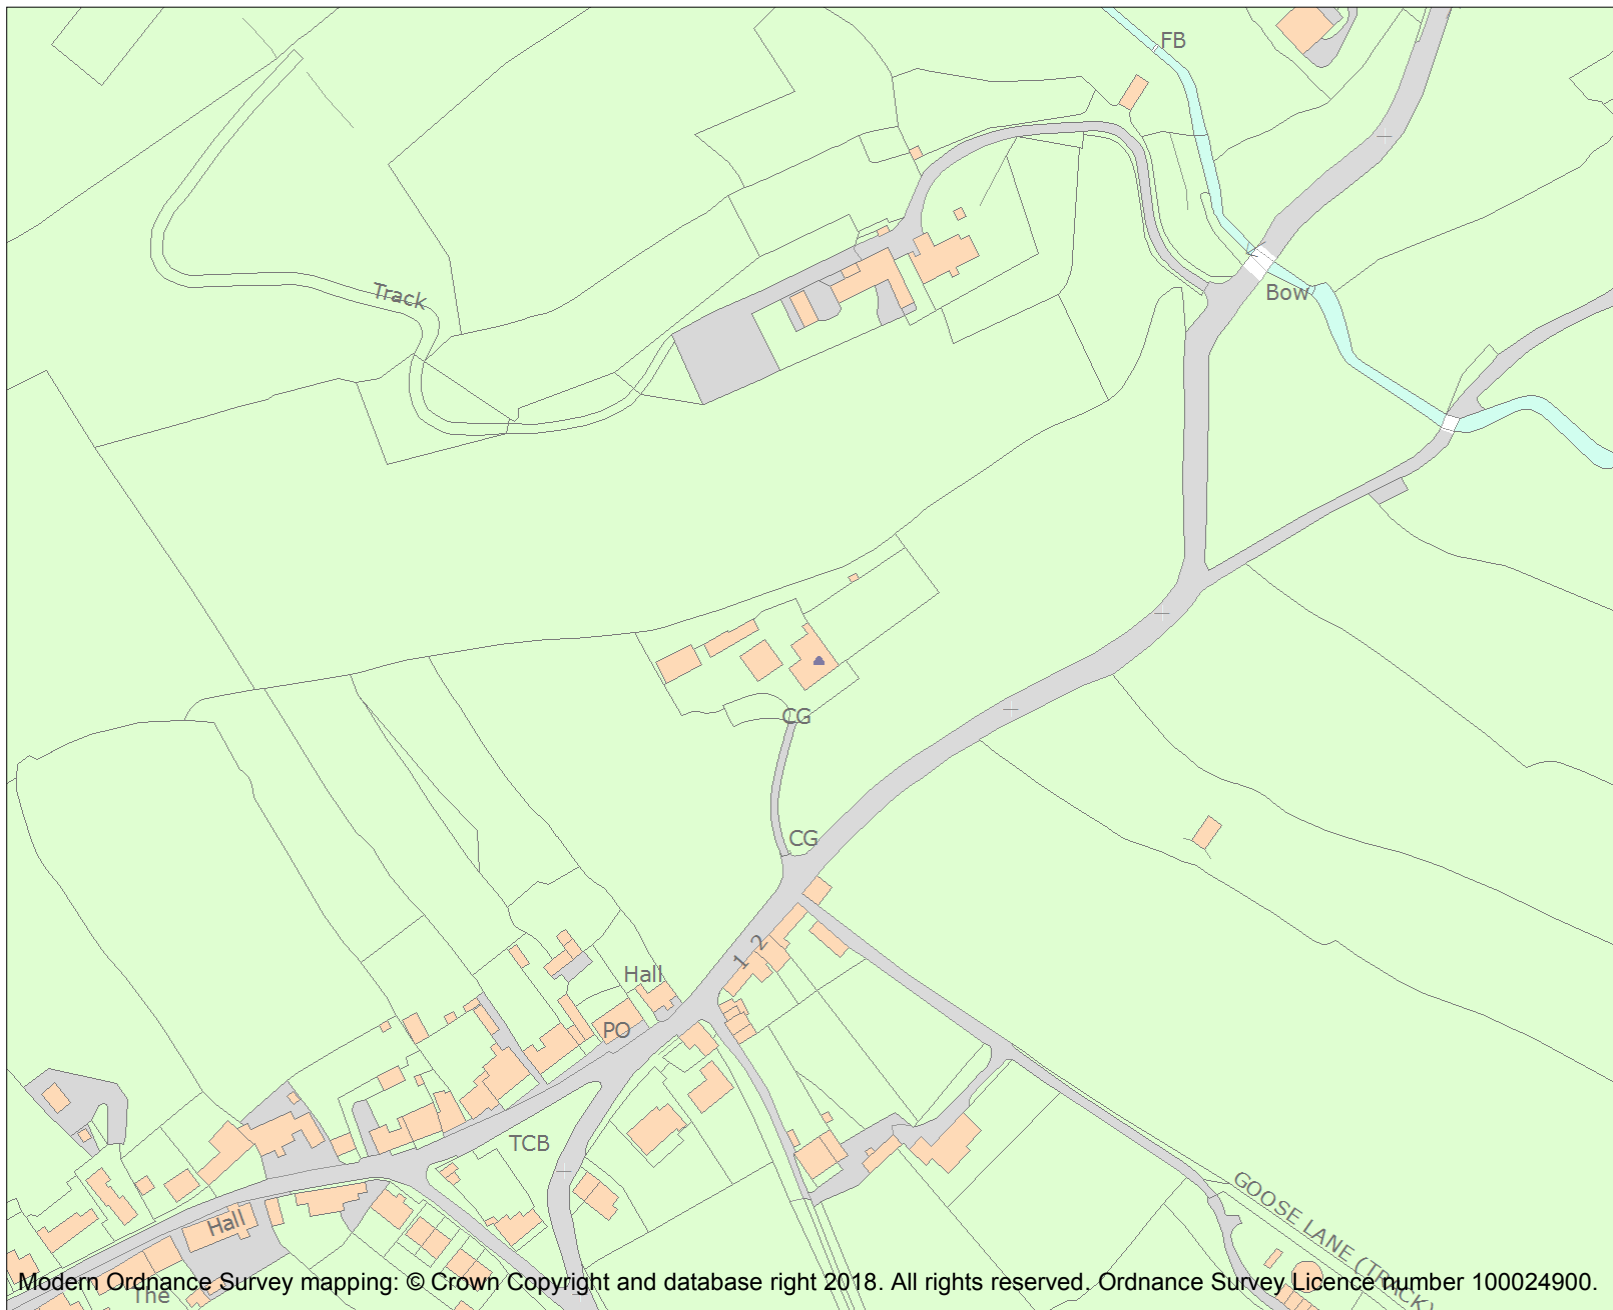 FB
Track
Bow
CG
CG
1 2
Hall
PO
TCB
GOOSE LANE (TRACK)
Hall
The
Modern Ordnance Survey mapping: © Crown Copyright and database right 2018. All rights reserved. Ordnance Survey Licence number 100024900.